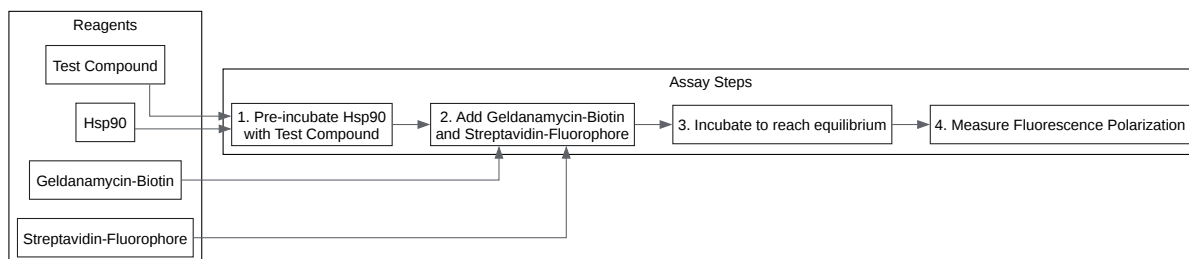 Reagents
Test Compound
Hsp90
Geldanamycin-Biotin
Streptavidin-Fluorophore
Assay Steps
1. Pre-incubate Hsp90
with Test Compound
2. Add Geldanamycin-Biotin
and Streptavidin-Fluorophore
3. Incubate to reach equilibrium
4. Measure Fluorescence Polarization